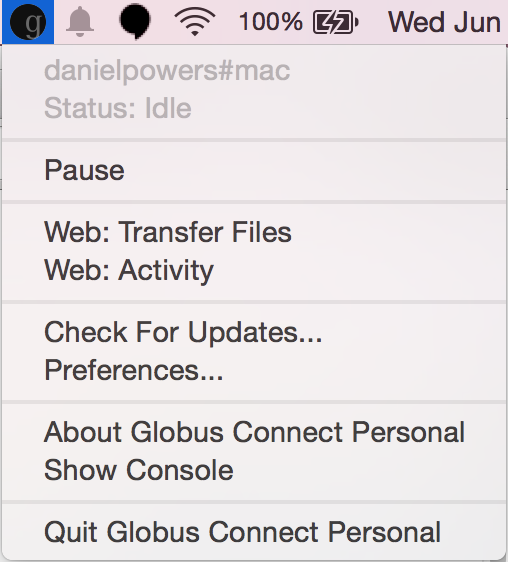 g
100%
Wed Jun
danielpowers#mac
Status: Idle
Pause
Web: Transfer Files
Web: Activity
Check For Updates...
Preferences...
About Globus Connect Personal
Show Console
Quit Globus Connect Personal